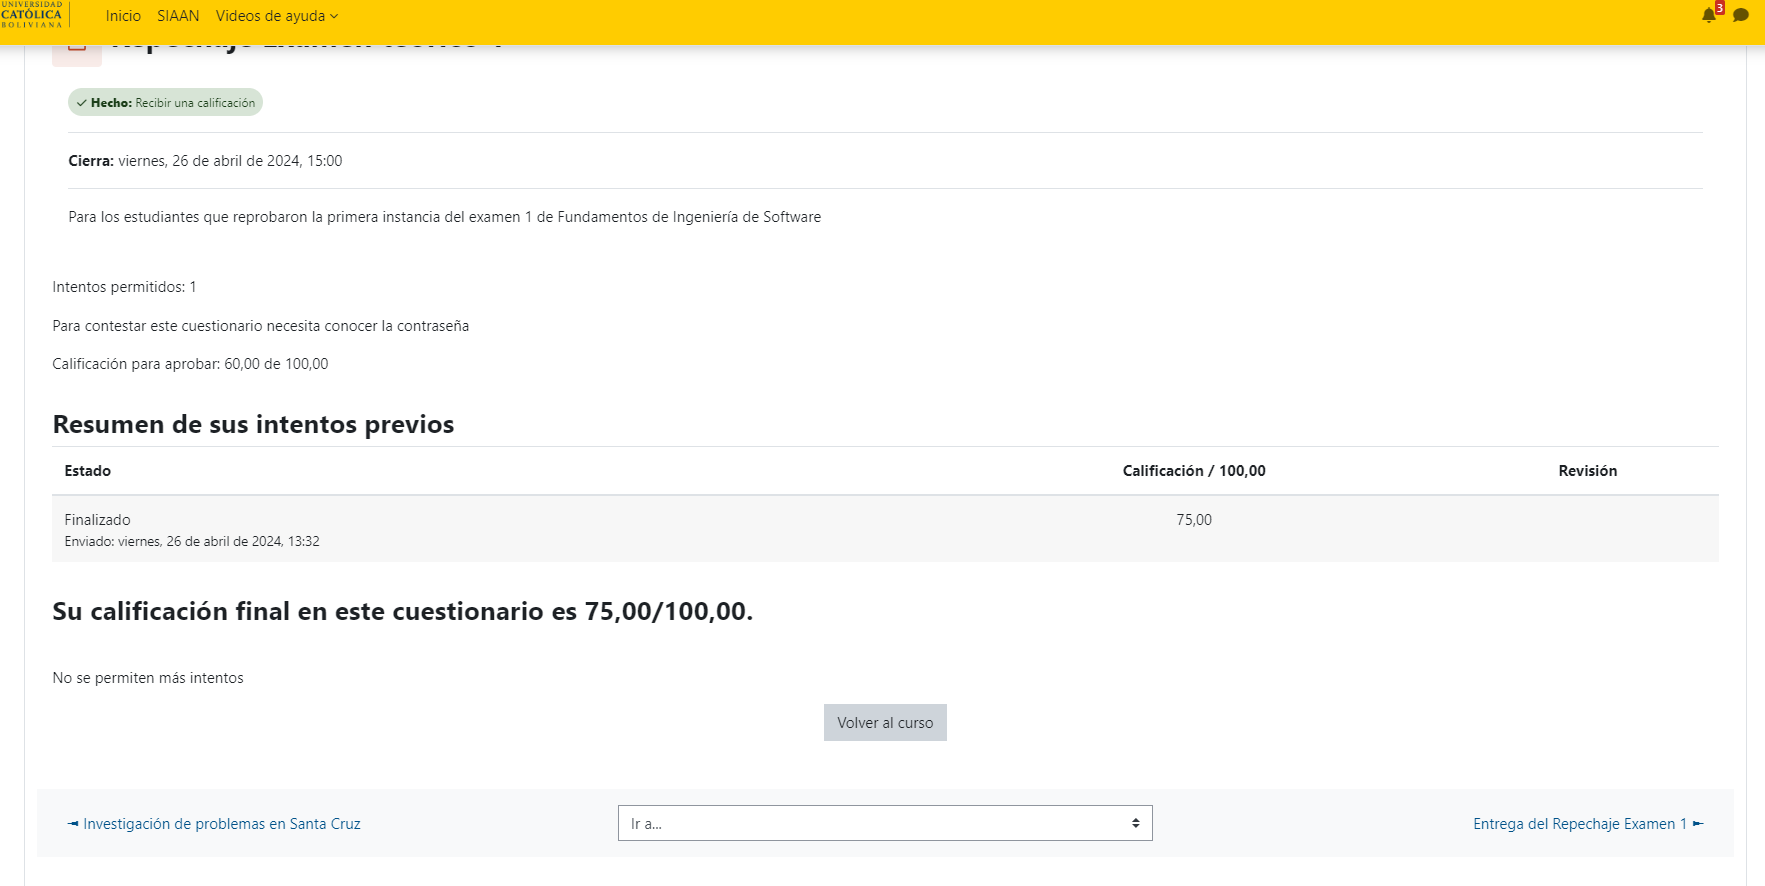 UNIVERSIDAD
CATÓLICA
BOLIVIANA
Inicio SIAAN Videos de ayuda
3
Hecho: Recibir una calificación
Cierra: viernes, 26 de abril de 2024, 15:00
Para los estudiantes que reprobaron la primera instancia del examen 1 de Fundamentos de Ingeniería de Software
Intentos permitidos: 1
Para contestar este cuestionario necesita conocer la contraseña
Calificación para aprobar: 60,00 de 100,00
Resumen de sus intentos previos
Estado Calificación / 100,00 Revisión
Finalizado 75,00
Enviado: viernes, 26 de abril de 2024, 13:32
Su calificación final en este cuestionario es 75,00/100,00.
No se permiten más intentos
Volver al curso
◄ Investigación de problemas en Santa Cruz Ir a... Entrega del Repechaje Examen 1 ►